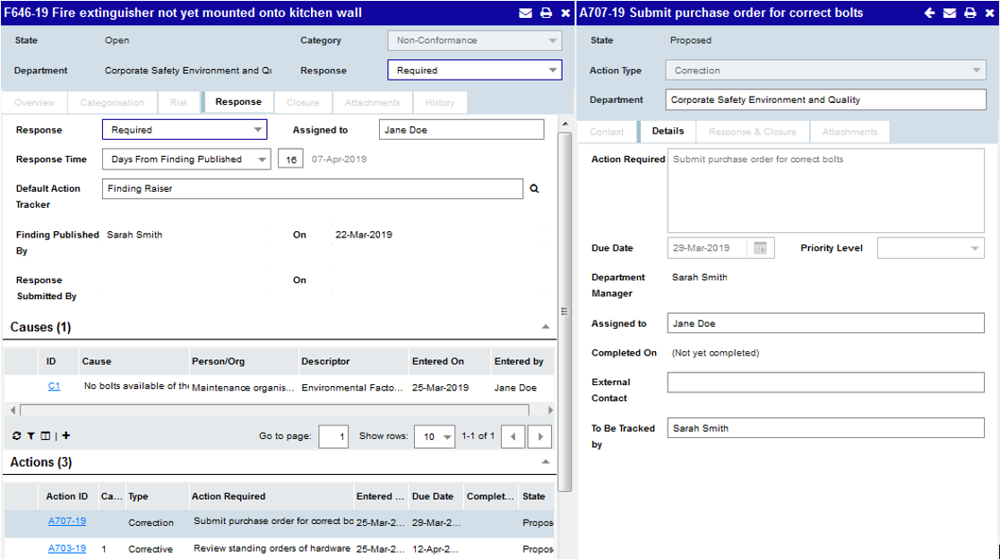 F646-19 Fire extinguisher not yet mounted onto kitchen wall
State Open Category Non-Conformance
Department Corporate Safety Environment and Qu Response Required
Overview Categorisation Risk Response Closure Attachments History
Response Required Assigned to Jane Doe
Response Time Days From Finding Published 16 07-Apr-2019
Default Action Finding Raiser
Tracker
Finding Published Sarah Smith On 22-Mar-2019
By
Response On
Submitted By
Causes (1)
ID Cause Person/Org Descriptor Entered On Entered by
C1 No bolts available of the Maintenance organis... Environmental Facto... 25-Mar-2019 Jane Doe
Go to page: 1 Show rows: 10 1-1 of 1
Actions (3)
Action ID Ca... Type Action Required Entered ... Due Date Complet... State
A707-19 Correction Submit purchase order for correct bo 25-Mar-2... 29-Mar-2... Propos
A703-19 1 Corrective Review standing orders of hardware 25-Mar-2... 12-Apr-2... Propos
A707-19 Submit purchase order for correct bolts
State Proposed
Action Type Correction
Department Corporate Safety Environment and Quality
Context Details Response & Closure Attachments
Action Required Submit purchase order for correct bolts
Due Date 29-Mar-2019 Priority Level
Department Sarah Smith
Manager
Assigned to Jane Doe
Completed On (Not yet completed)
External
Contact
To Be Tracked Sarah Smith
by